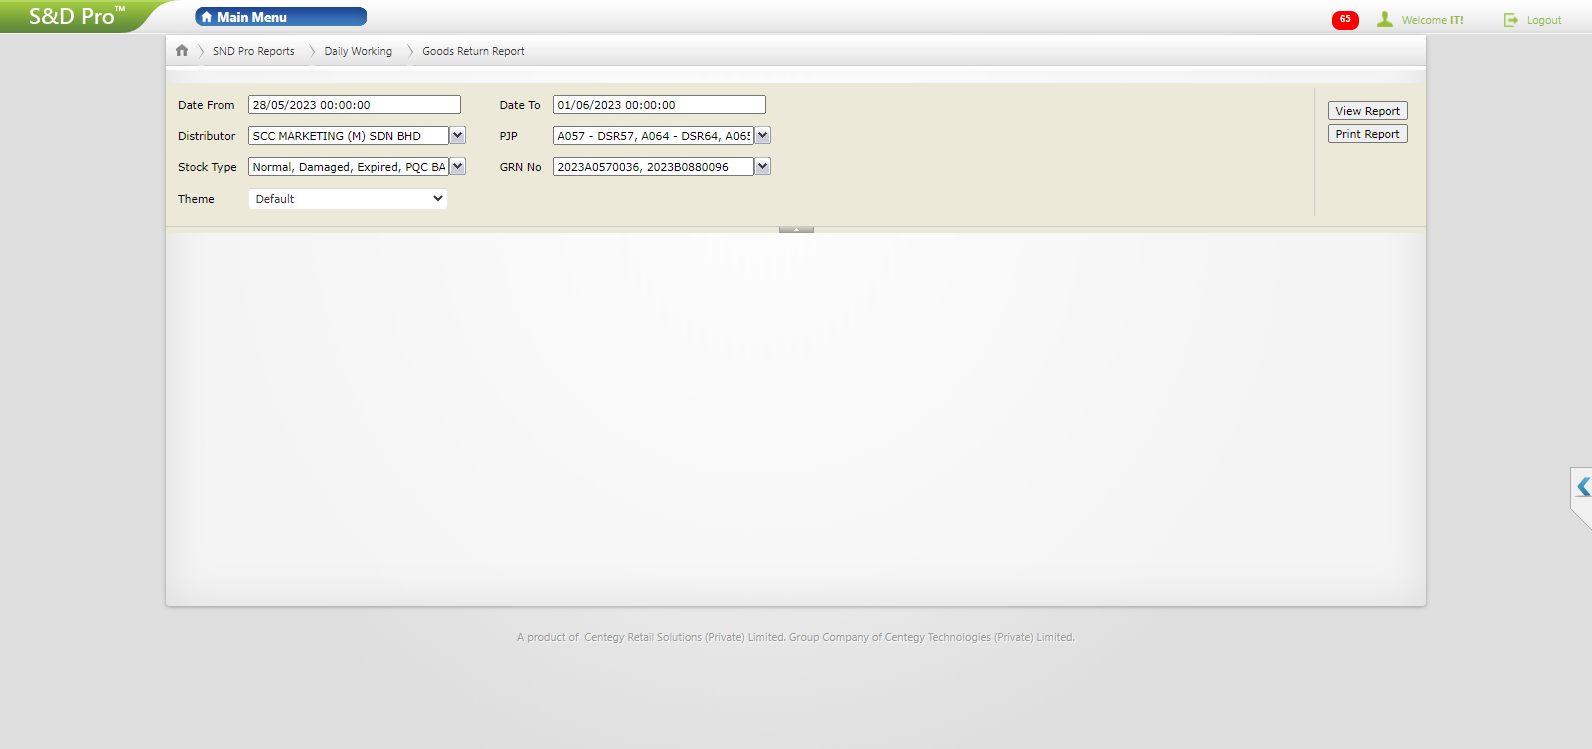 S&D Pro™ Main Menu 65 Welcome IT! Logout
SND Pro Reports Daily Working Goods Return Report
Date From 28/05/2023 00:00:00 Date To 01/06/2023 00:00:00 View Report
Distributor SCC MARKETING (M) SDN BHD PJP A057 - DSR57, A064 - DSR64, A065 Print Report
Stock Type Normal, Damaged, Expired, PQC BA GRN No 2023A0570036, 2023B0880096
Theme Default
A product of Centegy Retail Solutions (Private) Limited. Group Company of Centegy Technologies (Private) Limited.